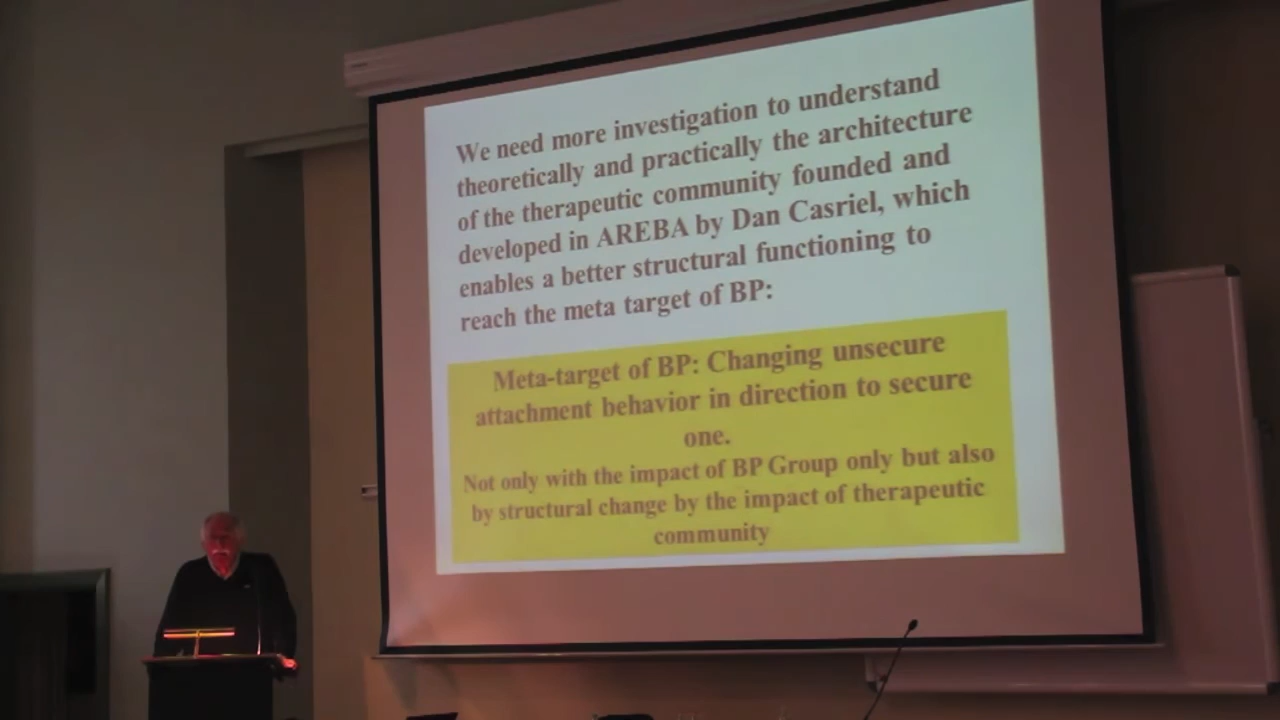 We need more investigation to understand
theoretically and practically the architecture
of the therapeutic community founded and
developed in AREBA by Dan Casriel, which
enables a better structural functioning to
reach the meta target of BP:
Meta-target of BP: Changing unsecure
attachment behavior in direction to secure
one.
Not only with the impact of BP Group only but also
by structural change by the impact of therapeutic
community